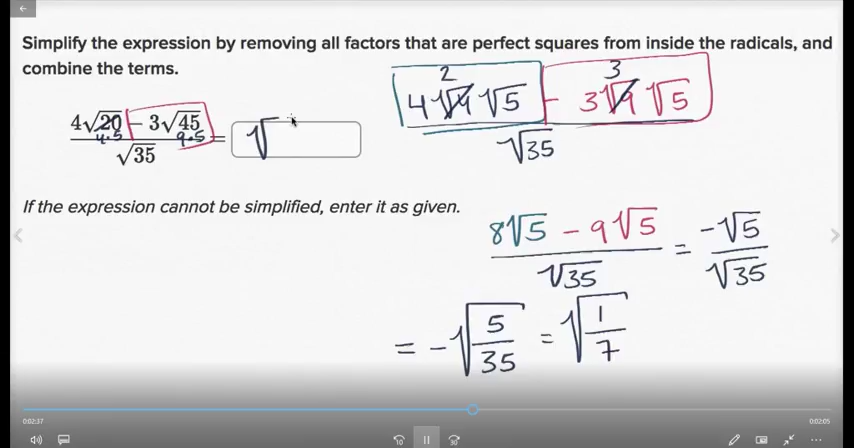 Simplify the expression by removing all factors that are perfect squares from inside the radicals, and
combine the terms.
(4√20 − 3√45)/√35 = √
4·5 9·5
2 3
(4√4 √5 − 3√9 √5)/√35
If the expression cannot be simplified, enter it as given.
(8√5 − 9√5)/√35 = −√5/√35
= −√(5/35) = √(1/7)
0:02:37 0:02:05
10 30